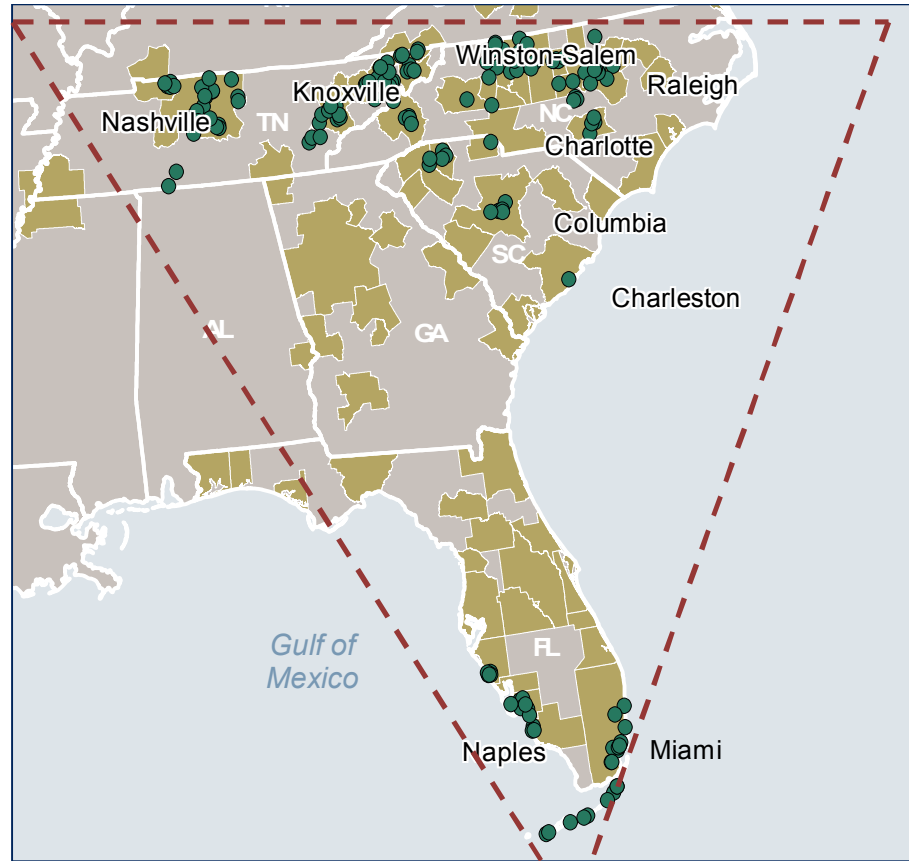 Winston-Salem
Knoxville
Raleigh
Nashville
TN
NC
Charlotte
Columbia
SC
Charleston
AL
GA
Gulf of
Mexico
FL
Naples
Miami